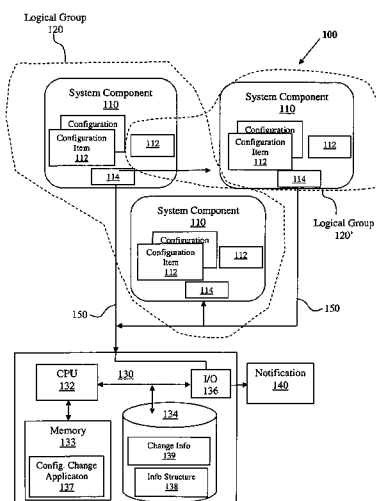 Logical Group
120
100
System Component
110
Configuration
Configuration
Item
112
112
114
System Component
110
Configuration
Configuration
Item
112
112
114
Logical Group
120'
System Component
110
Configuration
Configuration
Item
112
112
114
150
150
CPU
132
130
I/O
136
Notification
140
134
Memory
133
Config. Change
Applicaton
137
Change Info
139
Info Structure
138